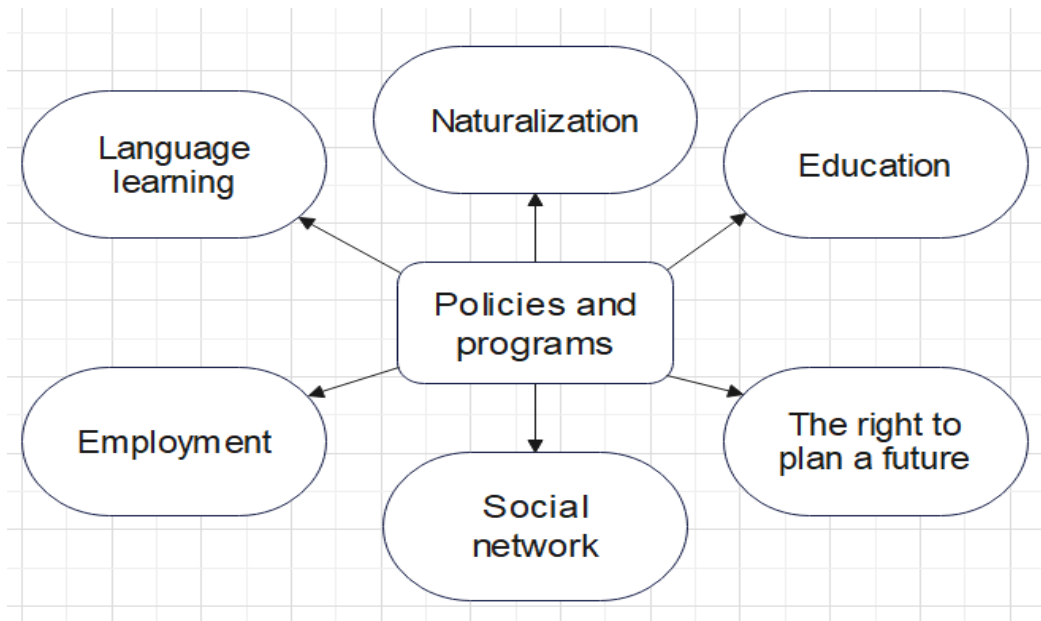 Naturalization
Language
learning
Education
Policies and
programs
Employment
The right to
plan a future
Social
network